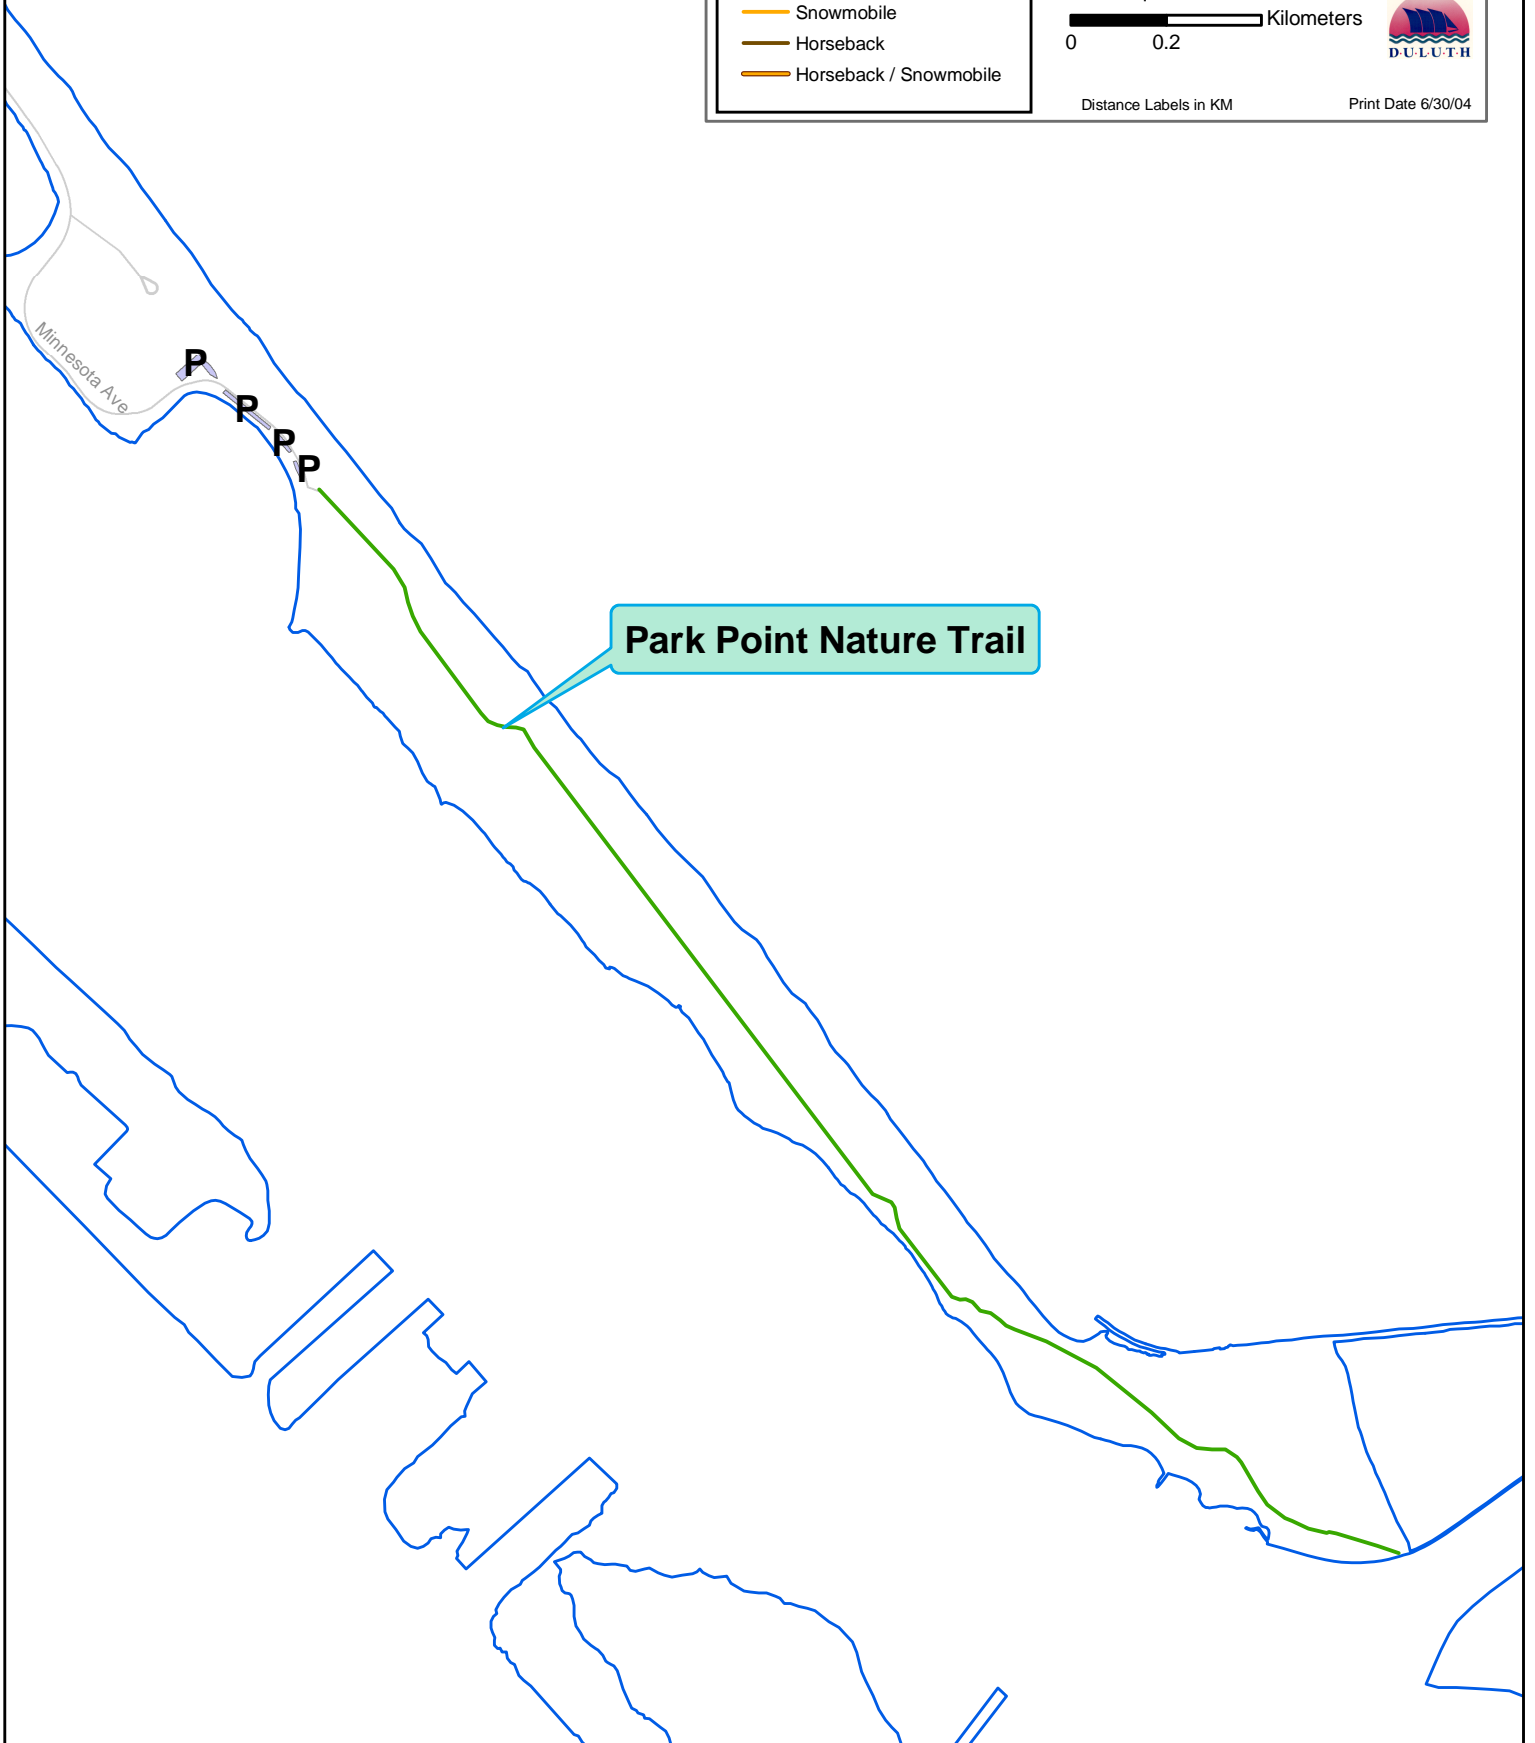 Snowmobile
Horseback
Horseback / Snowmobile
Kilometers
0 0.2
D·U·L·U·T·H
Distance Labels in KM
Print Date 6/30/04
Minnesota Ave
P
P
P
P
Park Point Nature Trail